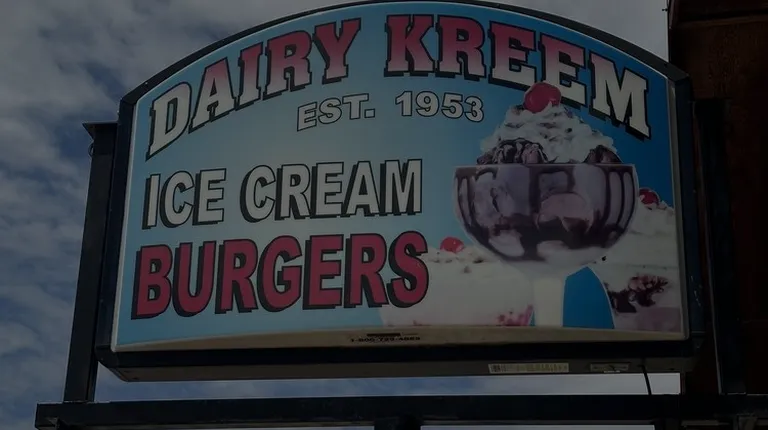 DAIRY KREEM
EST. 1953
ICE CREAM
BURGERS